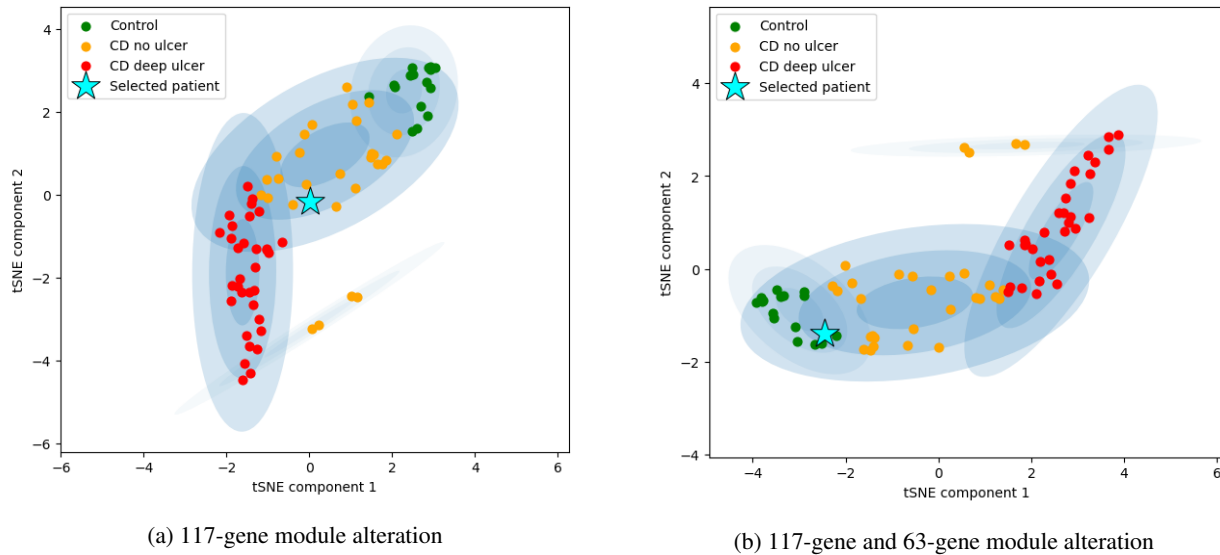 Control
CD no ulcer
CD deep ulcer
Selected patient
4
2
0
−2
−4
−6
tSNE component 2
−6 −4 −2 0 2 4 6
tSNE component 1
(a) 117-gene module alteration
Control
CD no ulcer
CD deep ulcer
Selected patient
4
2
0
−2
−4
tSNE component 2
−4 −2 0 2 4 6
tSNE component 1
(b) 117-gene and 63-gene module alteration